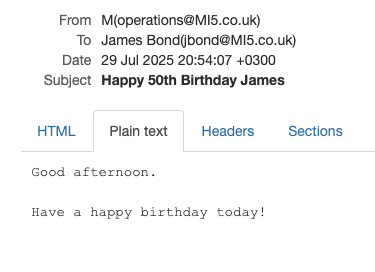 From M(operations@MI5.co.uk)
To James Bond(jbond@MI5.co.uk)
Date 29 Jul 2025 20:54:07 +0300
Subject Happy 50th Birthday James
HTML Plain text Headers Sections
Good afternoon.
Have a happy birthday today!